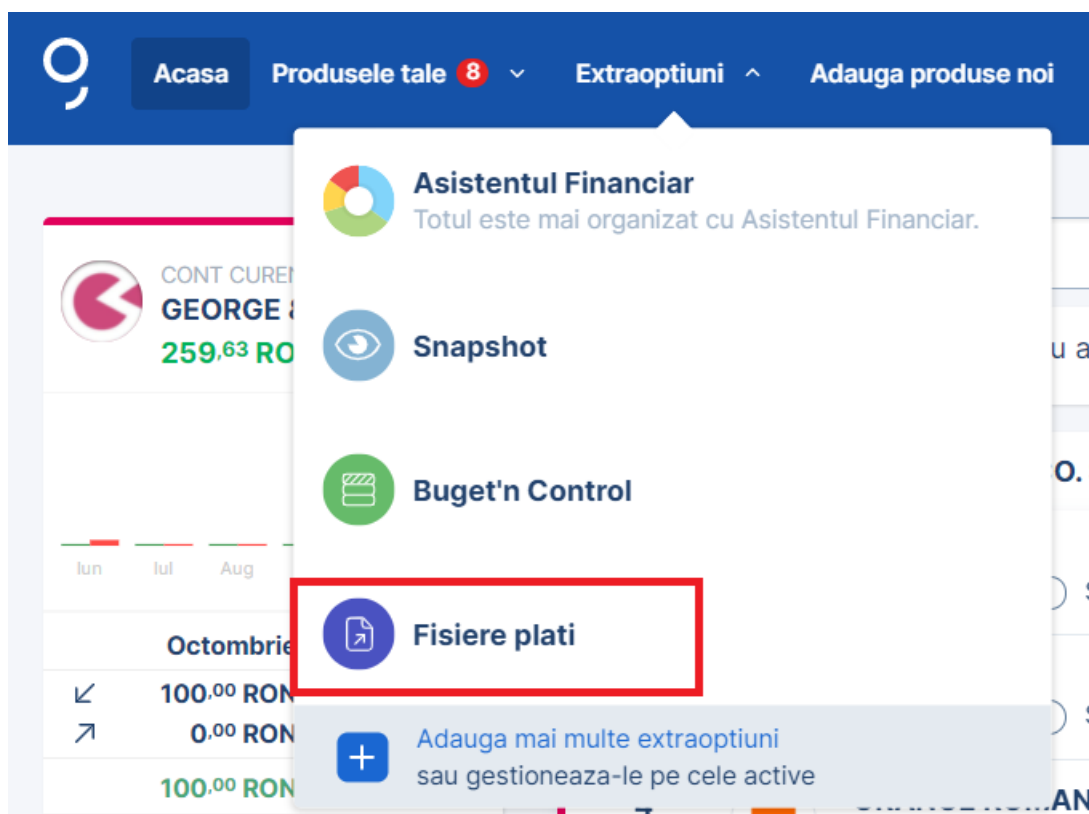 Acasa Produsele tale 8 Extraoptiuni Adauga produse noi
Asistentul Financiar
Totul este mai organizat cu Asistentul Financiar.
CONT CUREN
GEORGE &
259,63 RO
Snapshot
u a
Buget'n Control
O.
Iun Iul Aug
Fisiere plati
Octombrie
100,00 RON
0,00 RON
100,00 RON
Adauga mai multe extraoptiuni
sau gestioneaza-le pe cele active